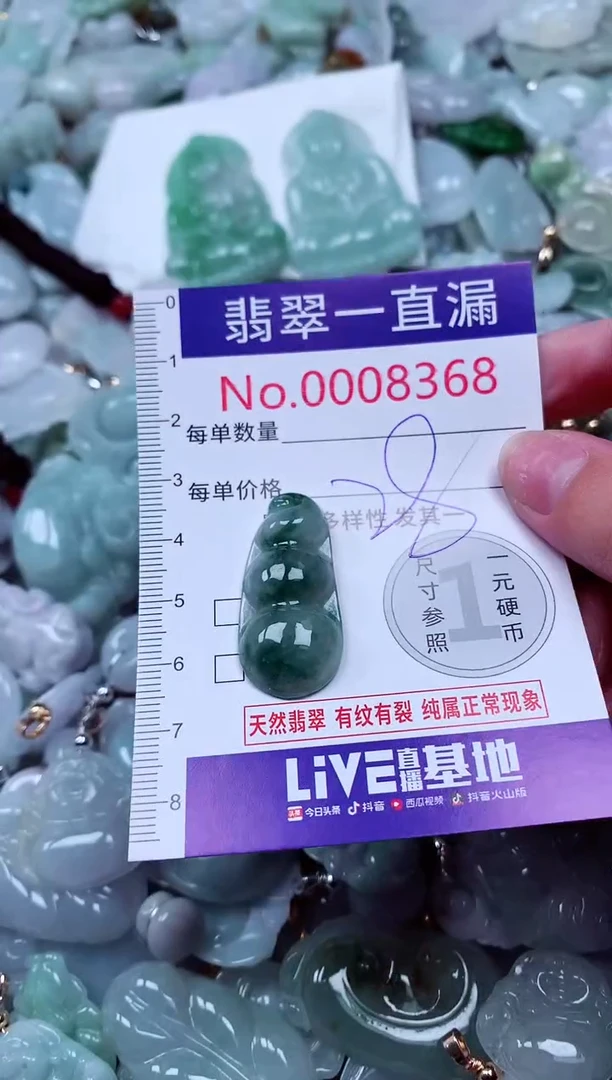 翡翠一直漏
No.0008368
每单数量
每单价格 28
多样性 发其一
尺寸参照
1
一元硬币
天然翡翠 有纹有裂 纯属正常现象
LiVE直播基地
头条 今日头条 抖音 西瓜视频 抖音火山版
0
1
2
3
4
5
6
7
8